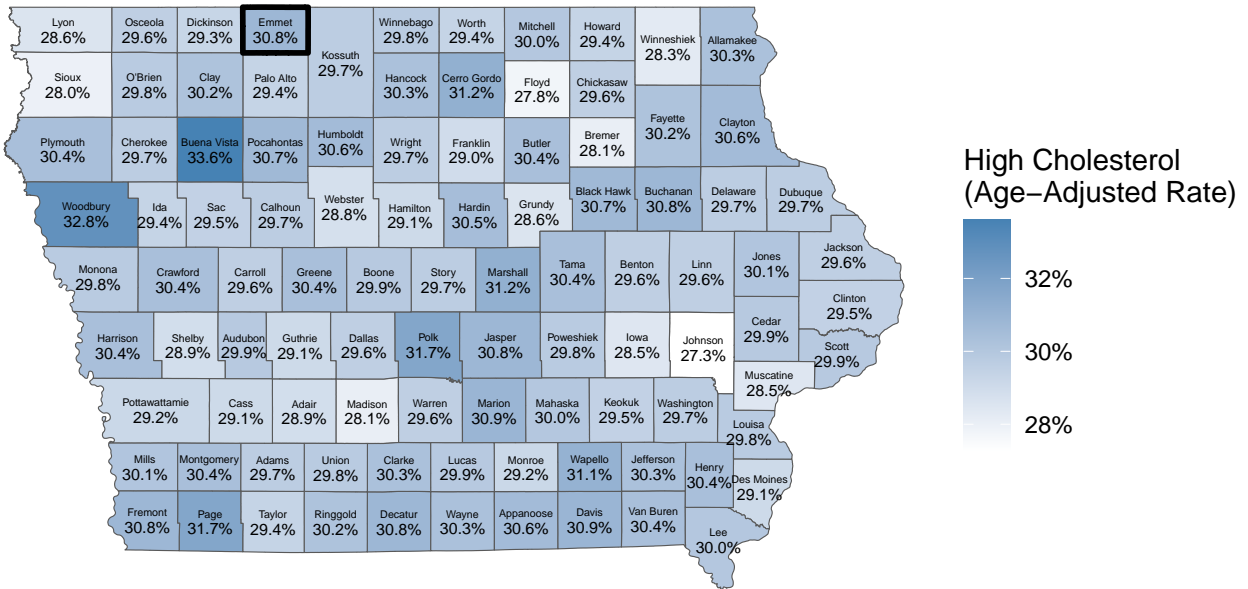 Lyon
28.6%
Osceola
29.6%
Dickinson
29.3%
Emmet
30.8%
Kossuth
29.7%
Winnebago
29.8%
Worth
29.4%
Mitchell
30.0%
Howard
29.4%
Winneshiek
28.3%
Allamakee
30.3%
Sioux
28.0%
O'Brien
29.8%
Clay
30.2%
Palo Alto
29.4%
Hancock
30.3%
Cerro Gordo
31.2%
Floyd
27.8%
Chickasaw
29.6%
Fayette
30.2%
Clayton
30.6%
Plymouth
30.4%
Cherokee
29.7%
Buena Vista
33.6%
Pocahontas
30.7%
Humboldt
30.6%
Wright
29.7%
Franklin
29.0%
Butler
30.4%
Bremer
28.1%
Woodbury
32.8%
Ida
29.4%
Sac
29.5%
Calhoun
29.7%
Webster
28.8%
Hamilton
29.1%
Hardin
30.5%
Grundy
28.6%
Black Hawk
30.7%
Buchanan
30.8%
Delaware
29.7%
Dubuque
29.7%
Monona
29.8%
Crawford
30.4%
Carroll
29.6%
Greene
30.4%
Boone
29.9%
Story
29.7%
Marshall
31.2%
Tama
30.4%
Benton
29.6%
Linn
29.6%
Jones
30.1%
Jackson
29.6%
Clinton
29.5%
Harrison
30.4%
Shelby
28.9%
Audubon
29.9%
Guthrie
29.1%
Dallas
29.6%
Polk
31.7%
Jasper
30.8%
Poweshiek
29.8%
Iowa
28.5%
Johnson
27.3%
Cedar
29.9%
Scott
29.9%
Muscatine
28.5%
Pottawattamie
29.2%
Cass
29.1%
Adair
28.9%
Madison
28.1%
Warren
29.6%
Marion
30.9%
Mahaska
30.0%
Keokuk
29.5%
Washington
29.7%
Louisa
29.8%
Mills
30.1%
Montgomery
30.4%
Adams
29.7%
Union
29.8%
Clarke
30.3%
Lucas
29.9%
Monroe
29.2%
Wapello
31.1%
Jefferson
30.3%
Henry
30.4%
Des Moines
29.1%
Fremont
30.8%
Page
31.7%
Taylor
29.4%
Ringgold
30.2%
Decatur
30.8%
Wayne
30.3%
Appanoose
30.6%
Davis
30.9%
Van Buren
30.4%
Lee
30.0%
High Cholesterol
(Age−Adjusted Rate)
32%
30%
28%